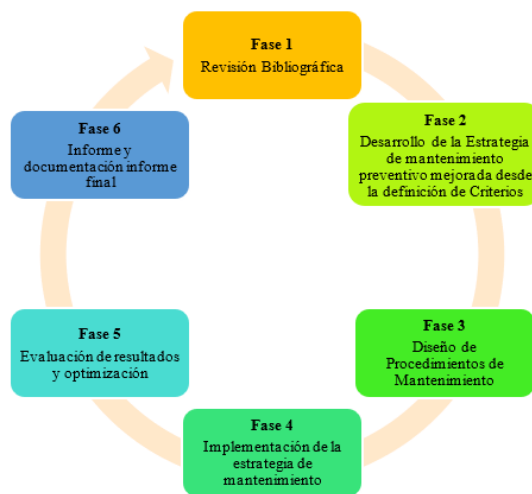 Fase 1
Revisión Bibliográfica
Fase 2
Desarrollo de la Estrategia
de mantenimiento
preventivo mejorada desde
la definición de Criterios
Fase 3
Diseño de
Procedimientos de
Mantenimiento
Fase 4
Implementación de la
estrategia de
mantenimiento
Fase 5
Evaluación de resultados
y optimización
Fase 6
Informe y
documentación informe
final